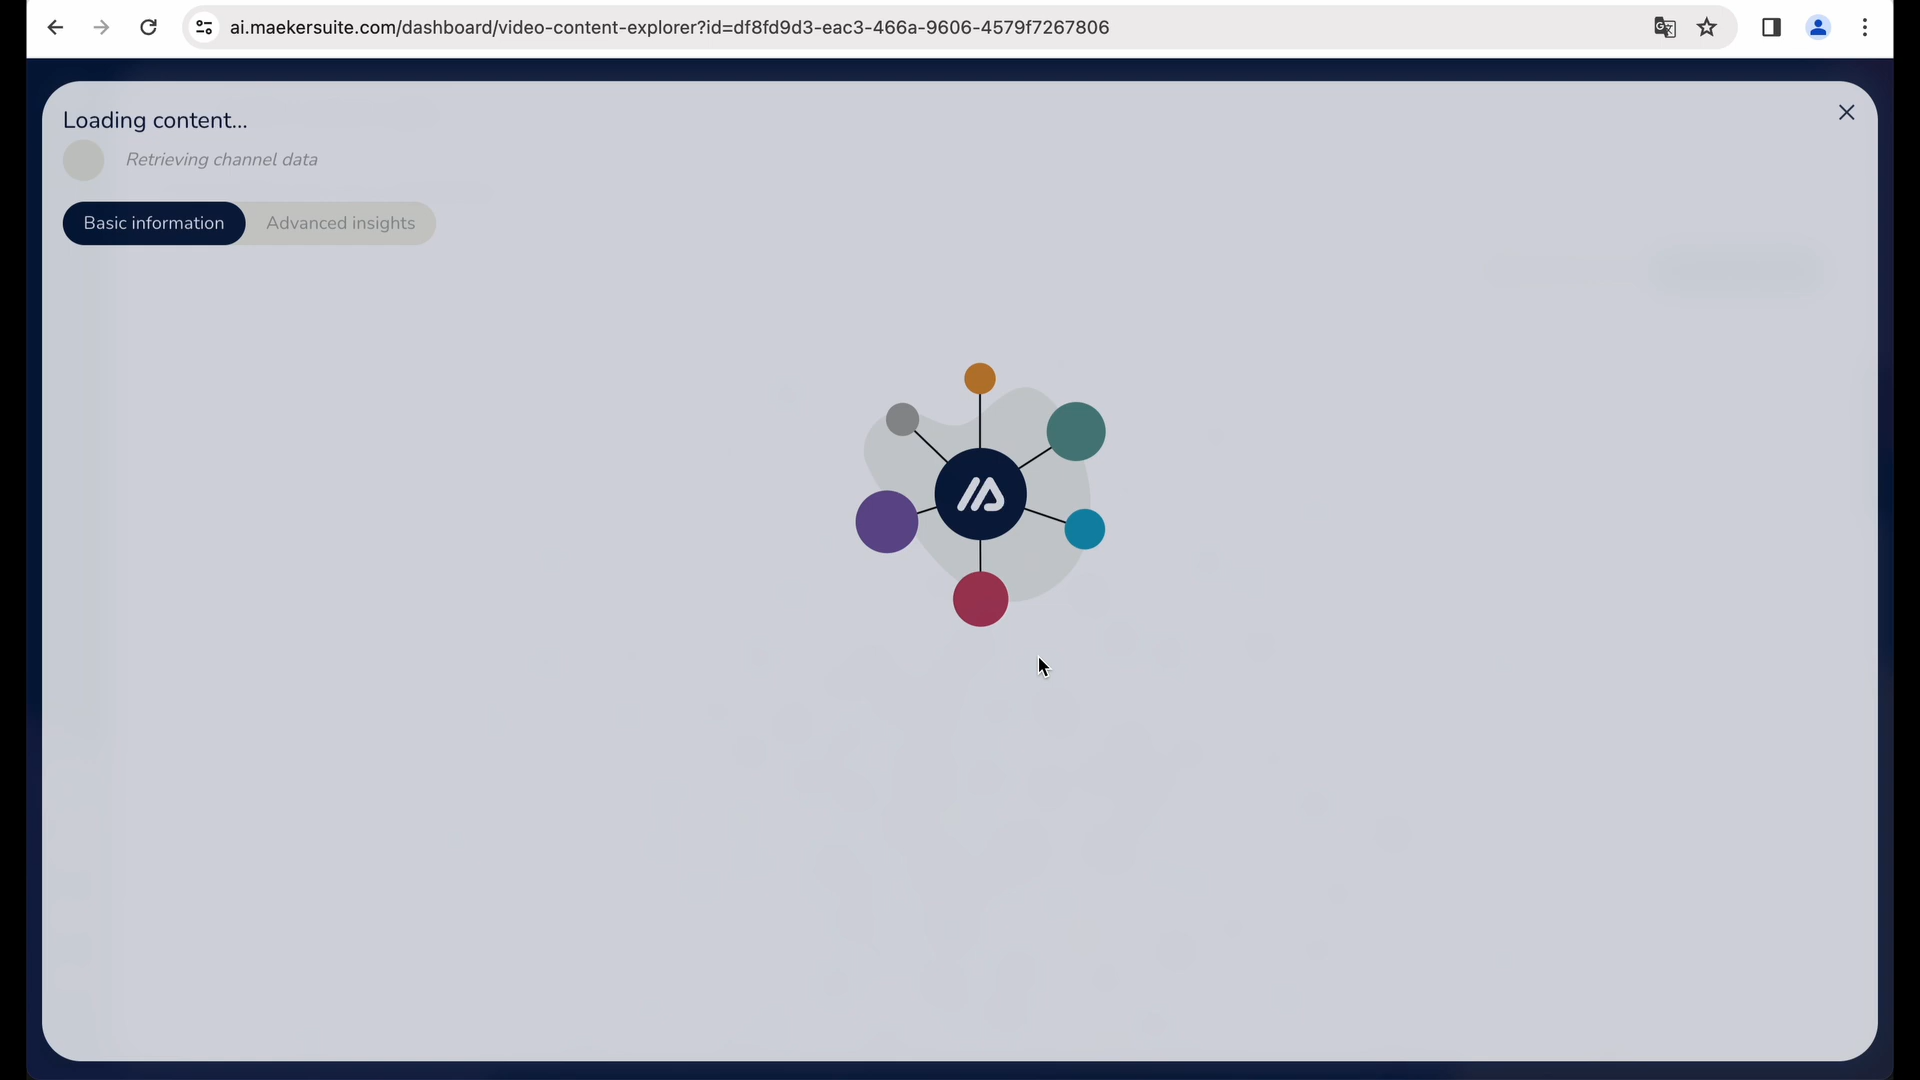 ai.maekersuite.com/dashboard/video-content-explorer?id=df8fd9d3-eac3-466a-9606-4579f7267806
Loading content...
Retrieving channel data
Basic information
Advanced insights